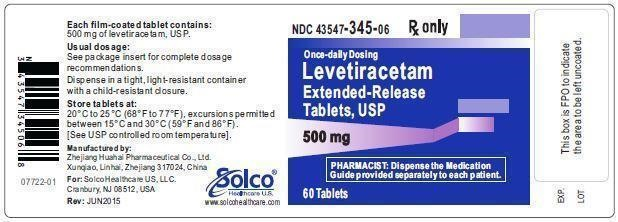 Each film-coated tablet contains:
500 mg of levetiracetam, USP.
Usual dosage:
See package insert for complete dosage
recommendations.
Dispense in a tight, light-resistant container
with a child-resistant closure.
Store tablets at:
20°C to 25°C (68°F to 77°F), excursions permitted
between 15°C and 30°C (59°F and 86°F).
[See USP controlled room temperature].
Manufactured by:
Zhejiang Huahai Pharmaceutical Co., Ltd.
Xunqiao, Linhai, Zhejiang 317024, China
For: Solco Healthcare US, LLC.
Cranbury, NJ 08512, USA
Rev: JUN2015
07722-01
Solco®
Healthcare U.S.
www.solcohealthcare.com
NDC 43547-345-06
Rx only
Once-daily Dosing
Levetiracetam
Extended-Release
Tablets, USP
500 mg
PHARMACIST: Dispense the Medication
Guide provided separately to each patient.
60 Tablets
This box is FPO to indicate
the area to be left uncoated.
EXP.
LOT